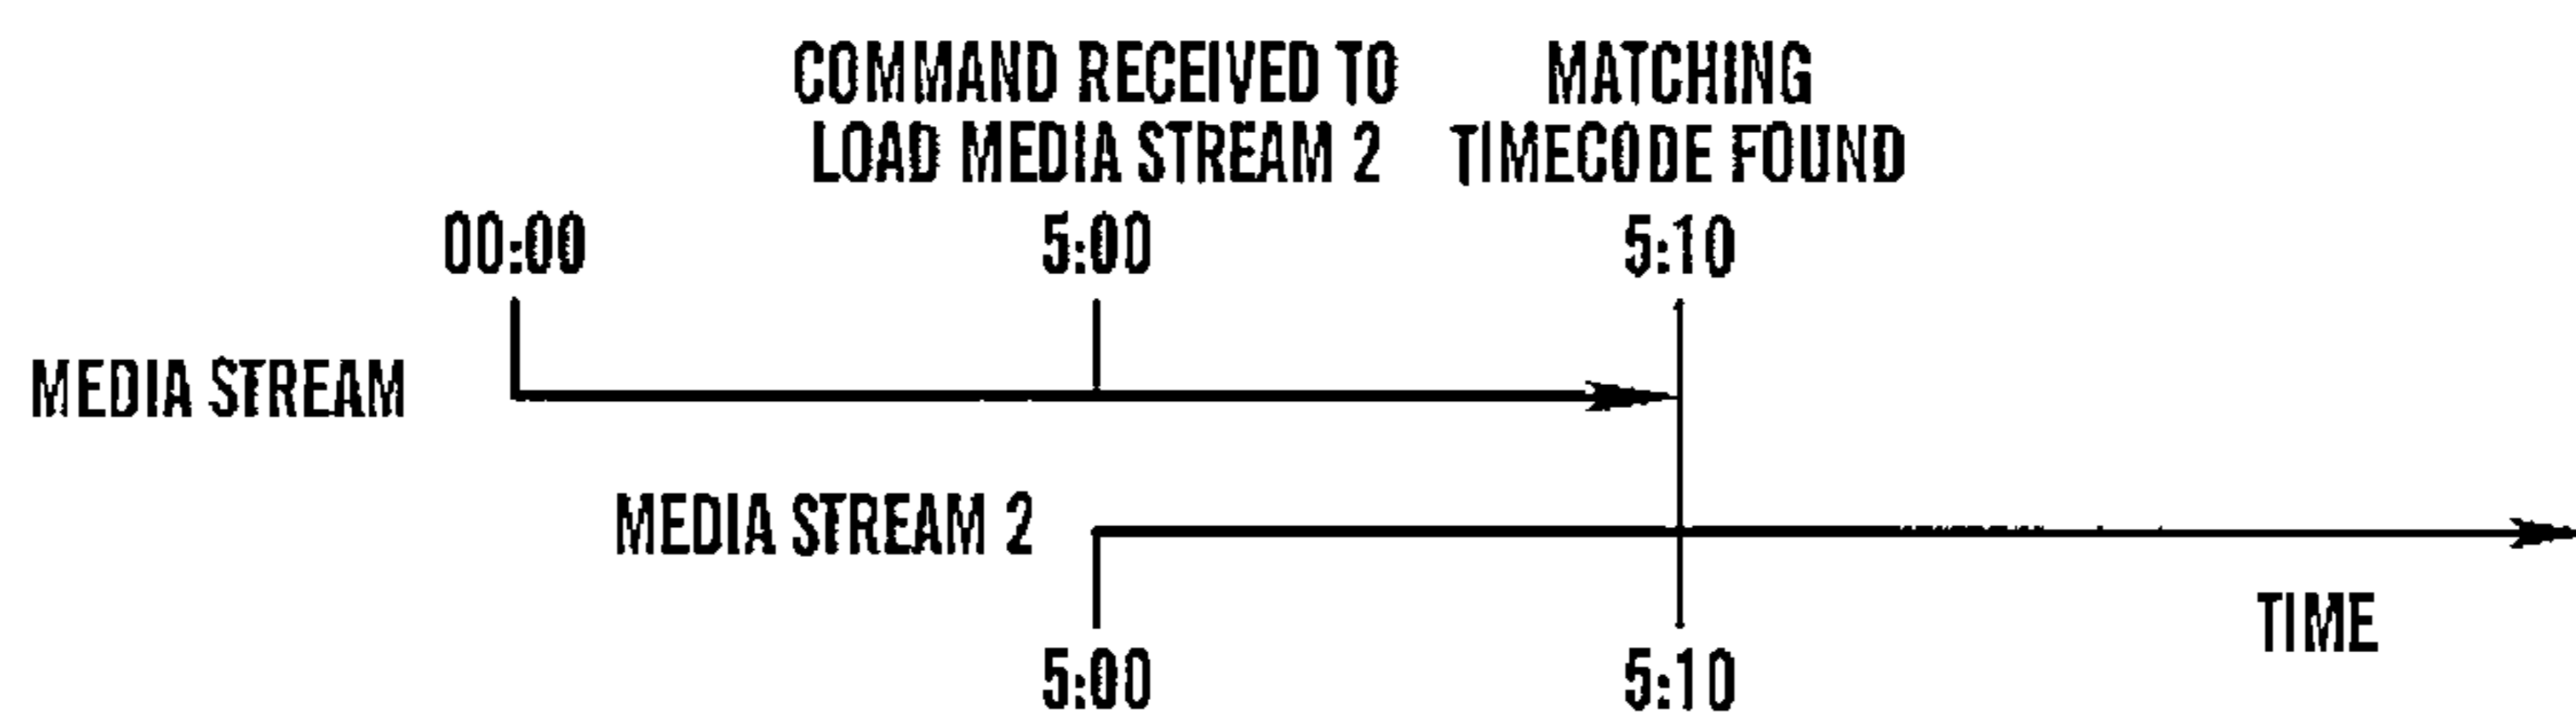 COMMAND RECEIVED TO
LOAD MEDIA STREAM 2
MATCHING
TIMECODE FOUND
00:00
5:00
5:10
MEDIA STREAM
MEDIA STREAM 2
TIME
5:00
5:10